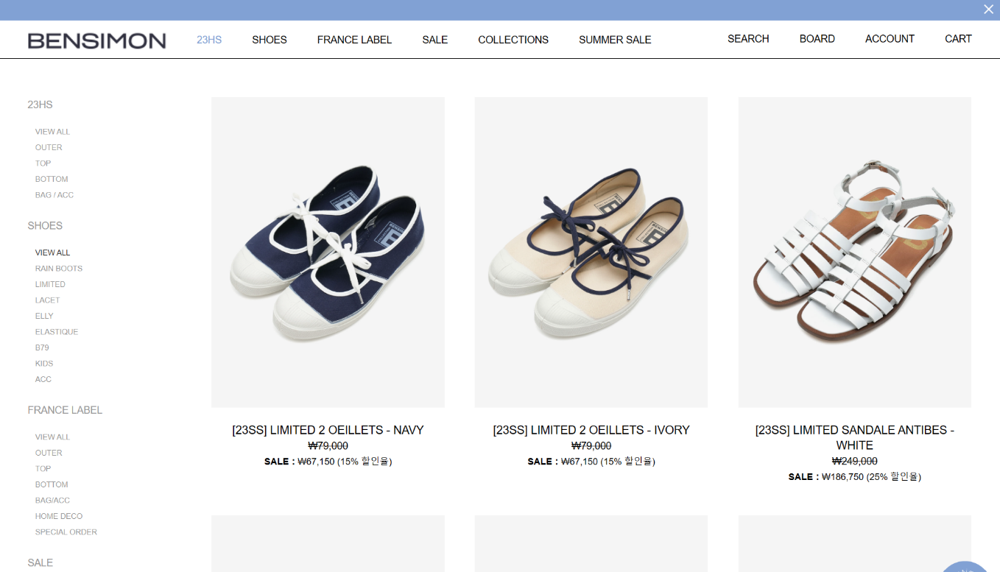 BENSIMON
23HS
SHOES
FRANCE LABEL
SALE
COLLECTIONS
SUMMER SALE
SEARCH
BOARD
ACCOUNT
CART
23HS
VIEW ALL
OUTER
TOP
BOTTOM
BAG / ACC
SHOES
VIEW ALL
RAIN BOOTS
LIMITED
LACET
ELLY
ELASTIQUE
B79
KIDS
ACC
FRANCE LABEL
VIEW ALL
OUTER
TOP
BOTTOM
BAG/ACC
HOME DECO
SPECIAL ORDER
SALE
[23SS] LIMITED 2 OEILLETS - NAVY
₩79,000
SALE : ₩67,150 (15% 할인율)
[23SS] LIMITED 2 OEILLETS - IVORY
₩79,000
SALE : ₩67,150 (15% 할인율)
[23SS] LIMITED SANDALE ANTIBES -
WHITE
₩249,000
SALE : ₩186,750 (25% 할인율)